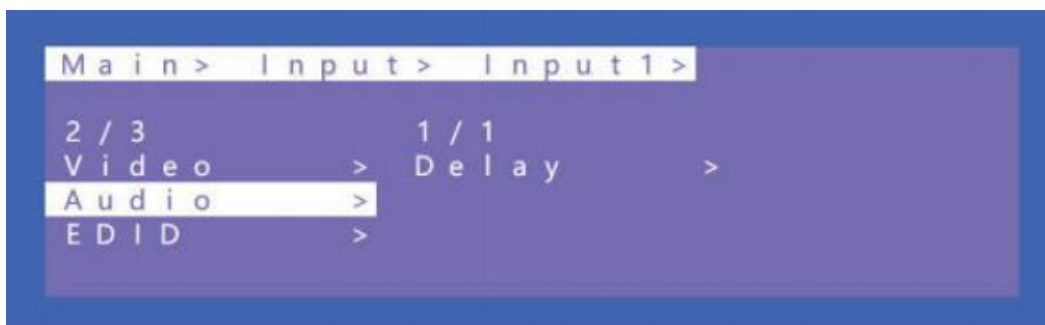 Main> Input> Input1>
2/3 1/1
Video > Delay >
Audio >
EDID >